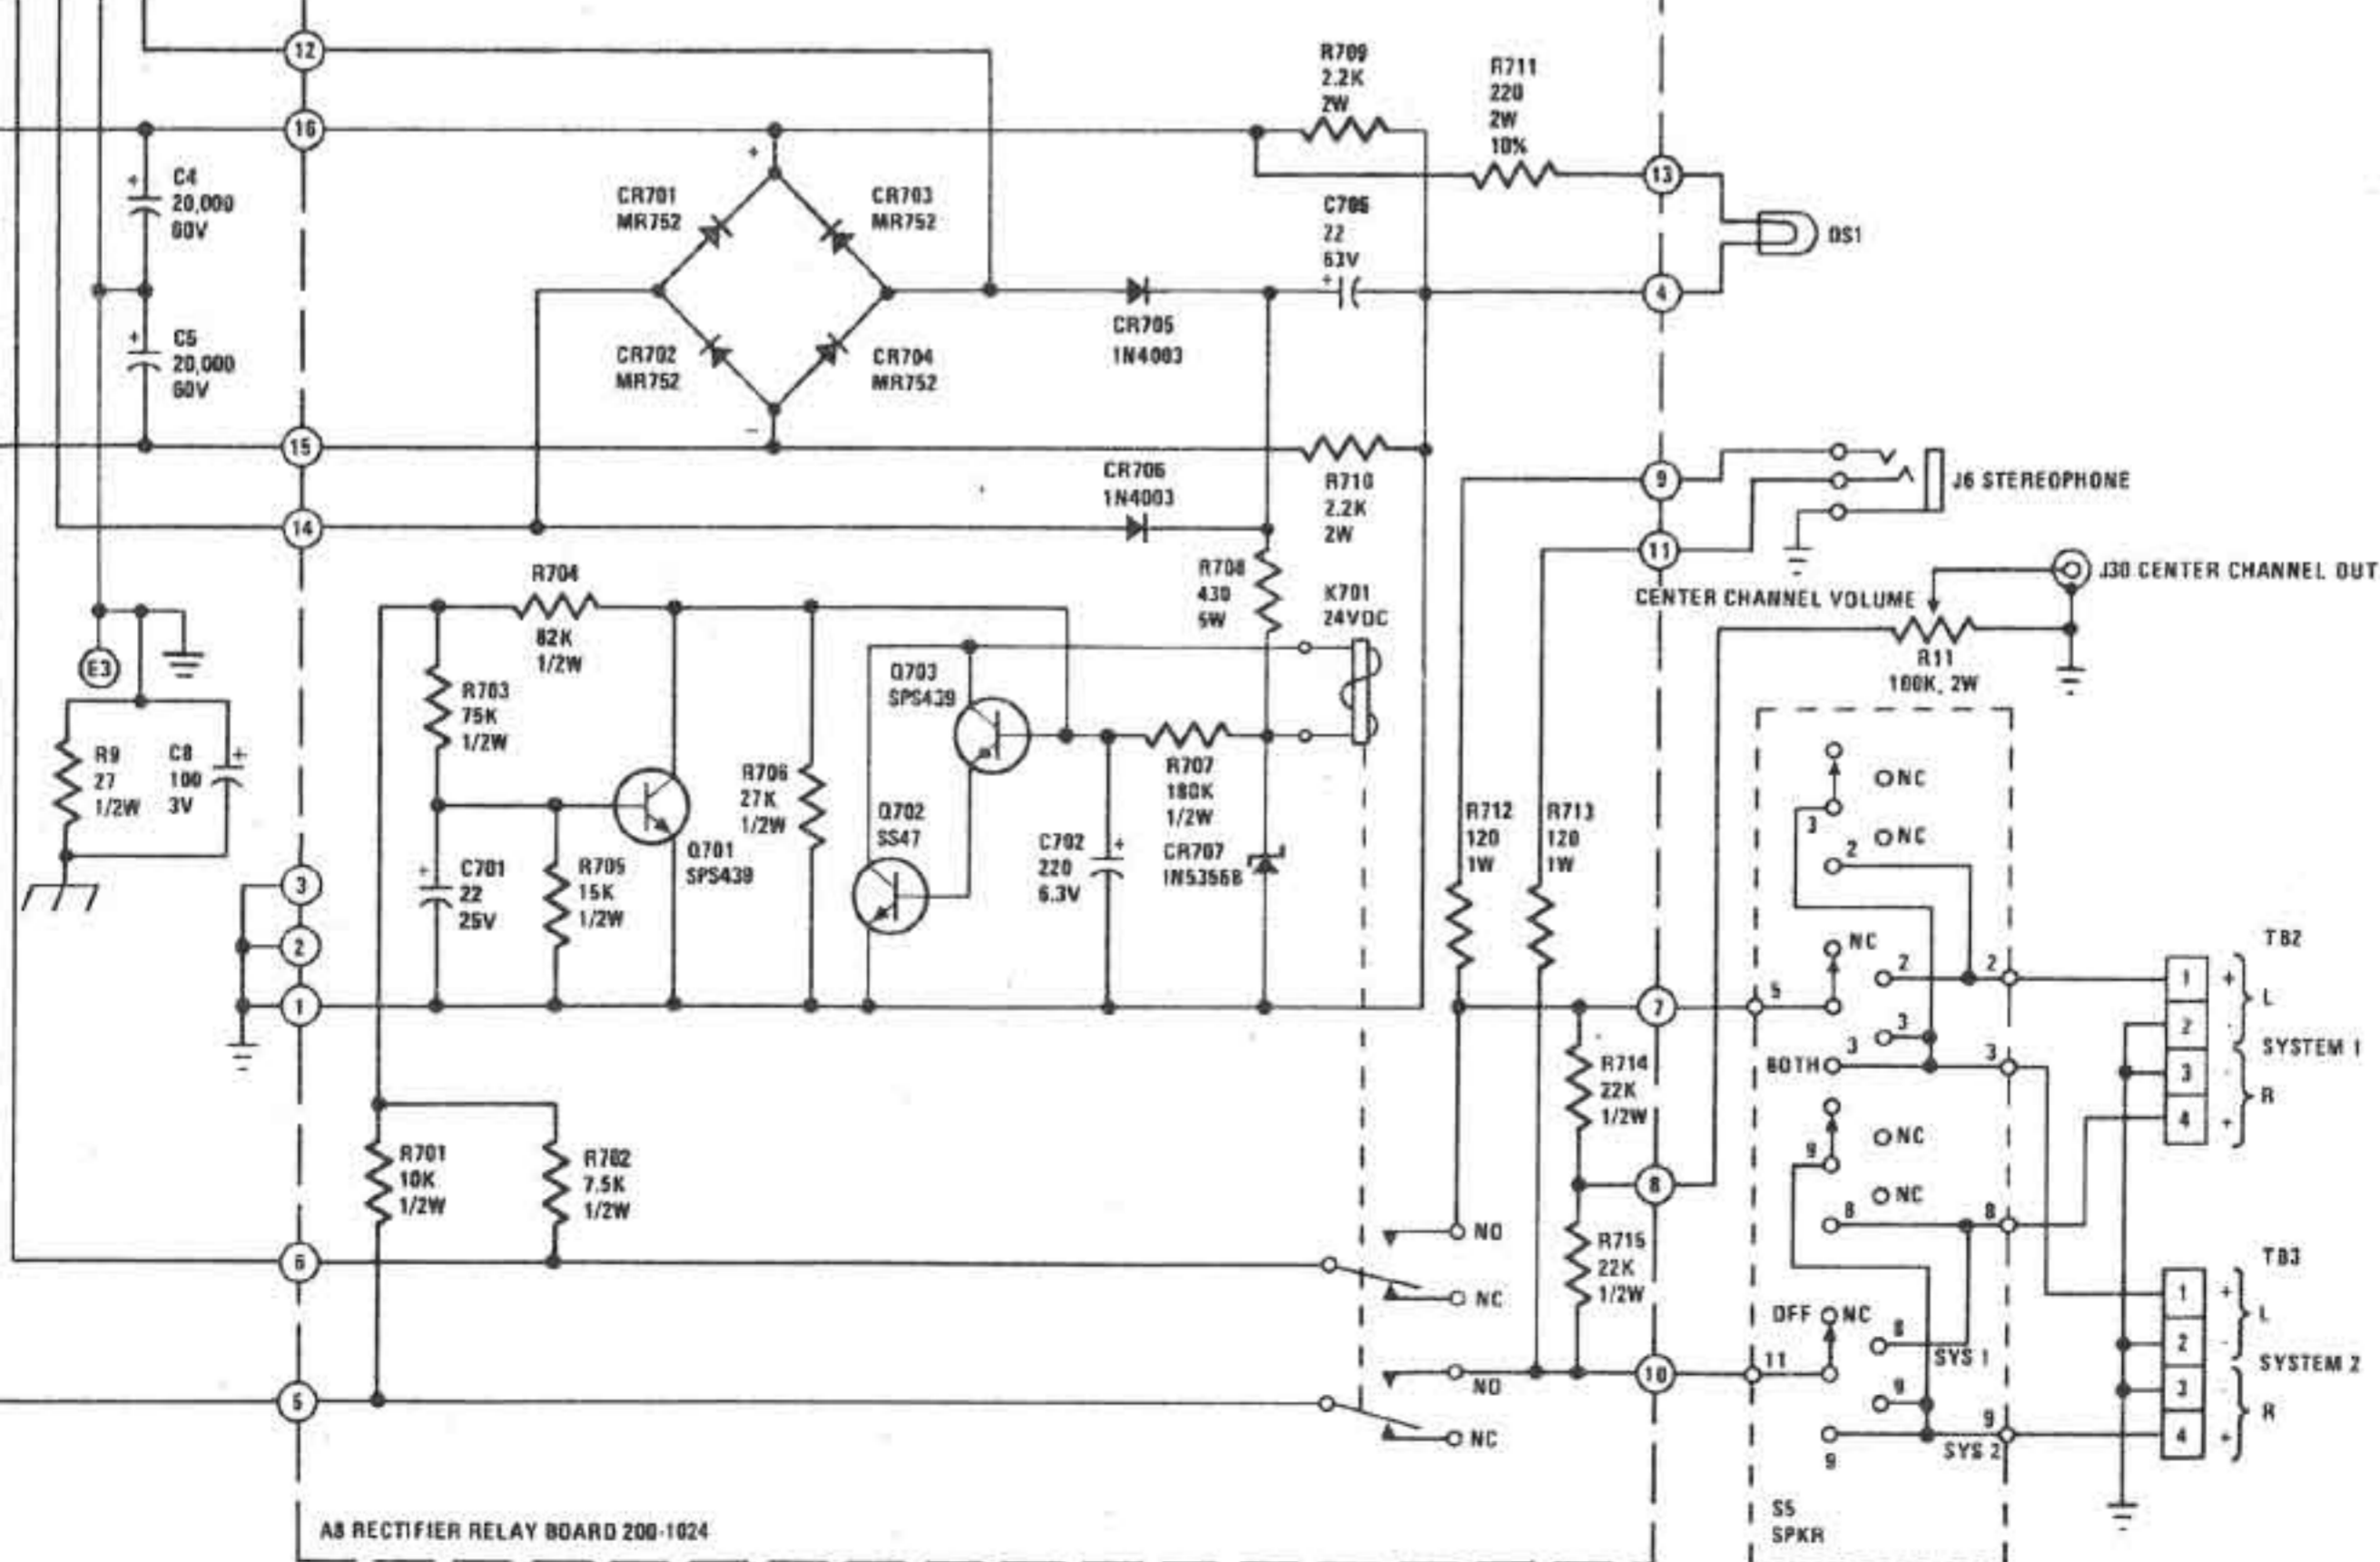 12
16
C4
20,000
60V
C5
20,000
60V
+
+
CR701
MR752
CR703
MR752
CR702
MR752
CR704
MR752
+
−
R709
2.2K
2W
R711
220
2W
10%
13
C705
22
63V
+
DS1
4
CR705
1N4003
15
CR706
1N4003
R710
2.2K
2W
14
9
J6 STEREOPHONE
11
R704
82K
1/2W
R708
430
5W
K701
24VDC
J30 CENTER CHANNEL OUT
CENTER CHANNEL VOLUME
R11
100K, 2W
E3
R703
75K
1/2W
Q703
SPS439
R9
27
1/2W
C8
100
3V
+
R706
27K
1/2W
R707
180K
1/2W
Q702
SS47
C702
220
6.3V
+
CR707
1N5356B
R712
120
1W
R713
120
1W
Q701
SPS439
C701
22
25V
+
R705
15K
1/2W
3
2
1
NC
3
NC
2
NC
2
2
5
3
3
BOTH
3
7
TB2
1
+
L
2
-
SYSTEM 1
3
-
R
4
+
R714
22K
1/2W
8
R715
22K
1/2W
NC
9
NC
8
8
R701
10K
1/2W
R702
7.5K
1/2W
6
NO
NC
TB3
1
+
L
2
-
SYSTEM 2
3
-
R
4
+
OFF
NC
8
SYS 1
10
11
9
9
SYS 2
9
5
NO
NC
A8 RECTIFIER RELAY BOARD 200-1024
S5
SPKR